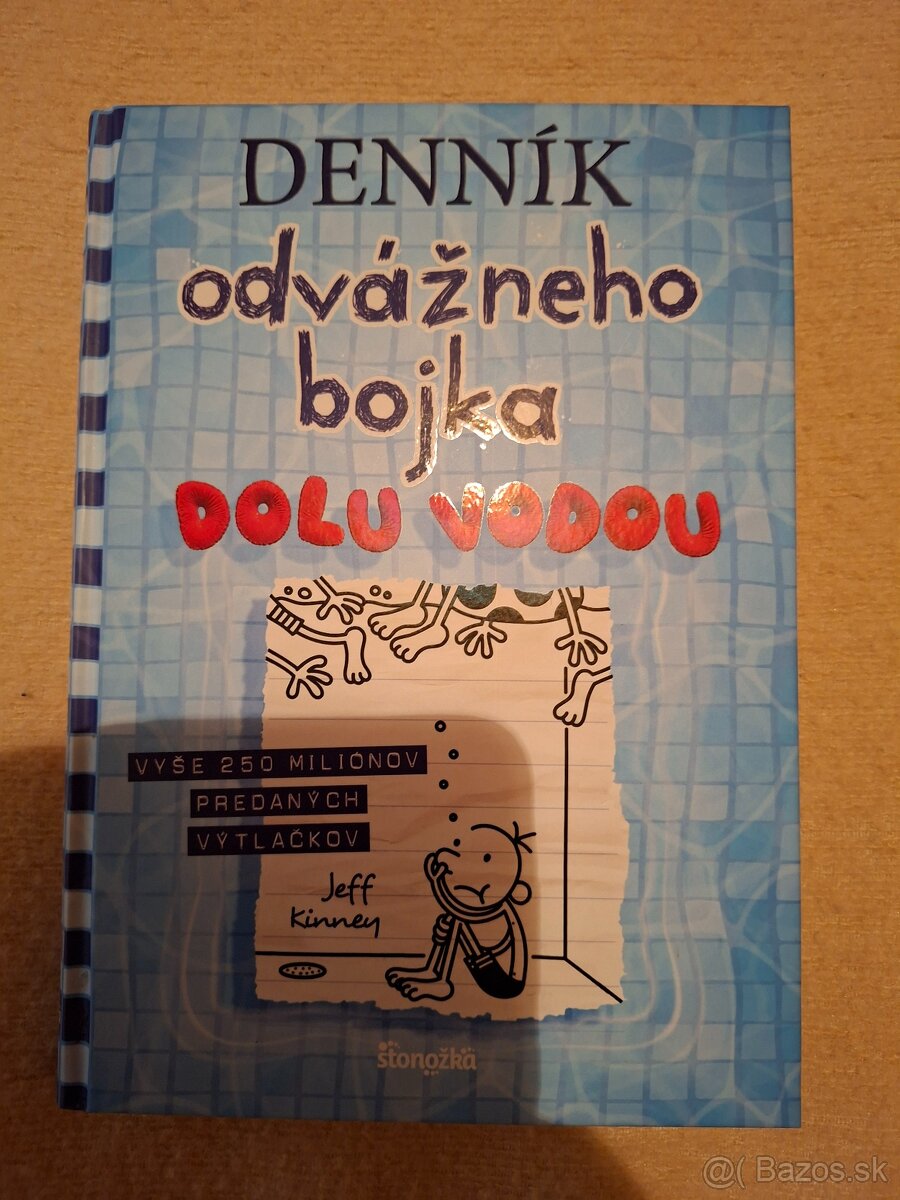 DENNÍK
odvážneho
bojka
DOLU VODOU
VYŠE 250 MILIÓNOV
PREDANÝCH
VÝTLAČKOV
Jeff
Kinney
stonožka
@( Bazos.sk